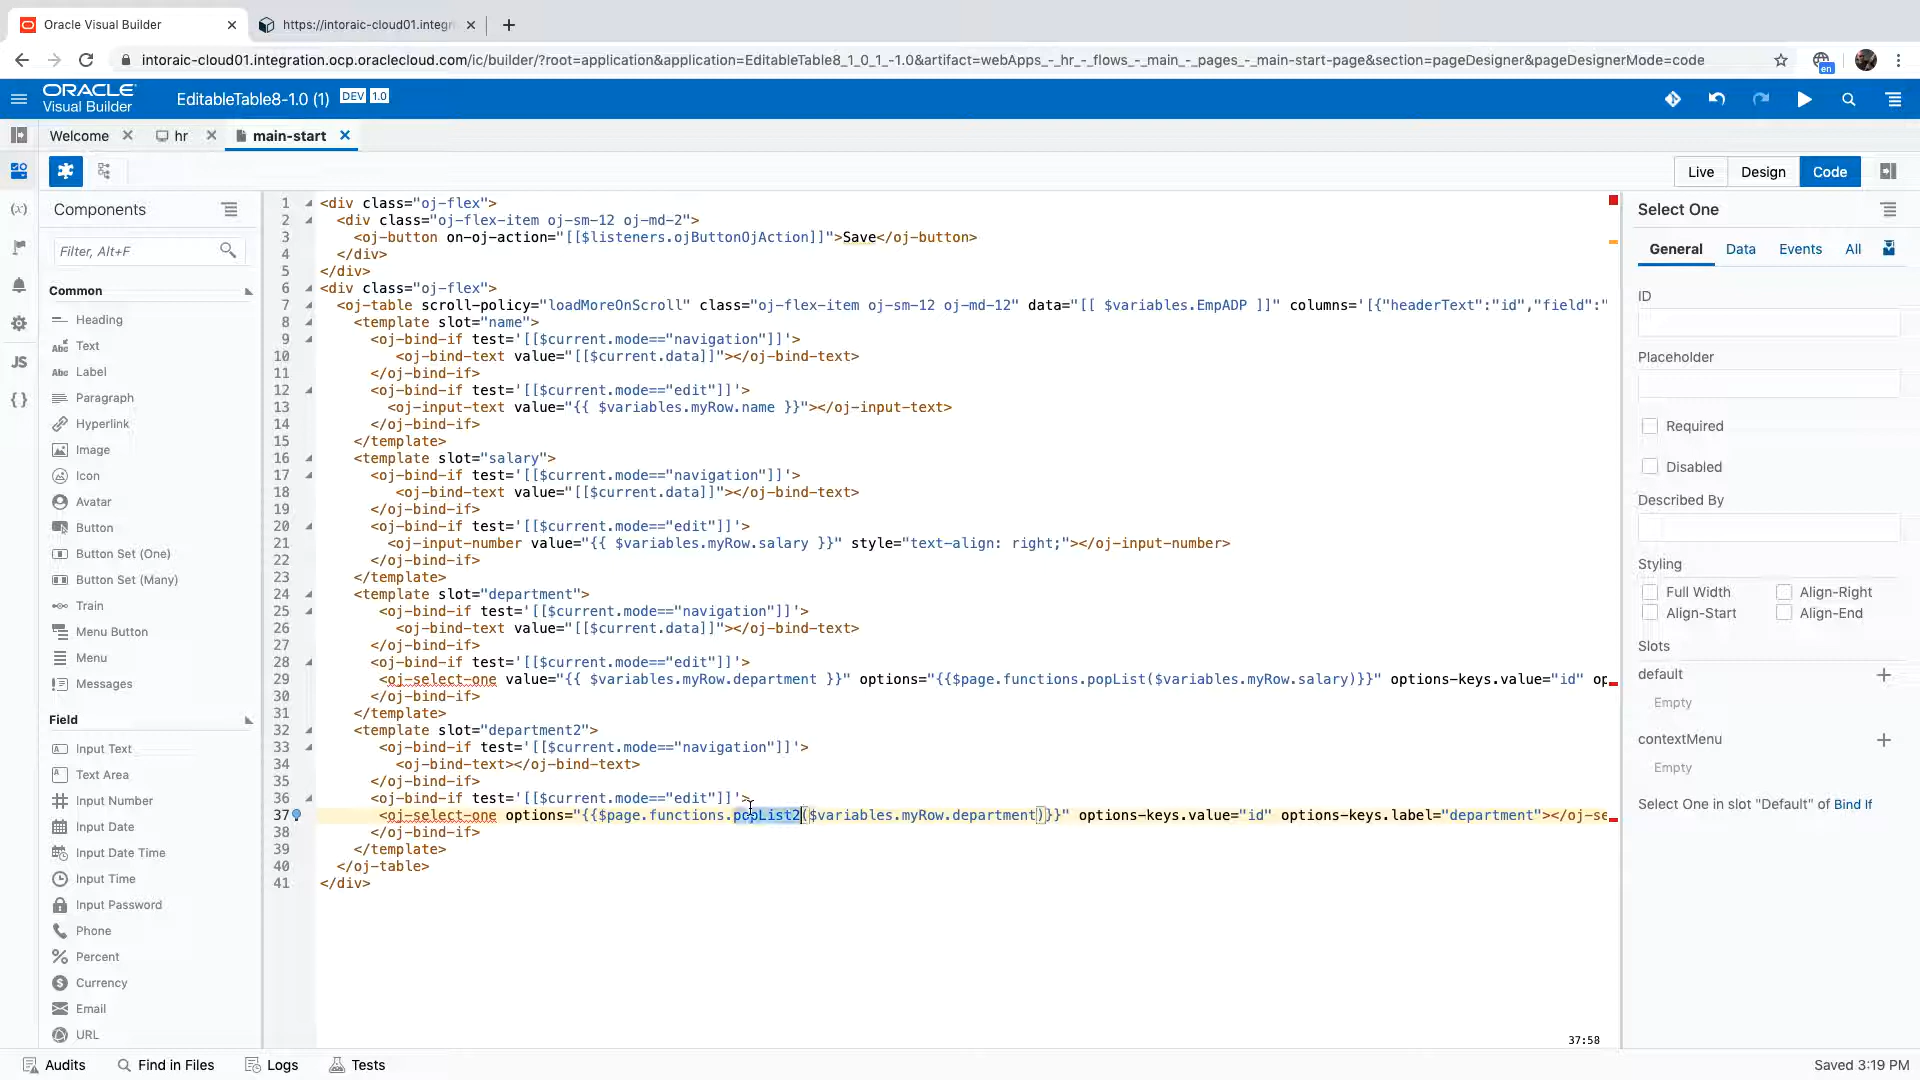 Oracle Visual Builder
https://intoraic-cloud01.integr
intoraic-cloud01.integration.ocp.oraclecloud.com/ic/builder/?root=application&application=EditableTable8_1_0_1_-1.0&artifact=webApps_-_hr_-_flows_-_main_-_pages_-_main-start-page&section=pageDesigner&pageDesignerMode=code
en
ORACLE
Visual Builder
EditableTable8-1.0 (1) DEV 1.0
Welcome hr main-start
Live Design Code
Components
Filter, Alt+F
Common
Heading
Abc Text
Abc Label
Paragraph
Hyperlink
Image
Icon
Avatar
Button
Button Set (One)
Button Set (Many)
Train
Menu Button
Menu
Messages
Field
Input Text
Text Area
Input Number
Input Date
Input Date Time
Input Time
Input Password
Phone
Percent
Currency
Email
URL
(x)
JS
{ }
1 <div class="oj-flex">
2 <div class="oj-flex-item oj-sm-12 oj-md-2">
3 <oj-button on-oj-action="[[$listeners.ojButtonOjAction]]">Save</oj-button>
4 </div>
5 </div>
6 <div class="oj-flex">
7 <oj-table scroll-policy="loadMoreOnScroll" class="oj-flex-item oj-sm-12 oj-md-12" data="[[ $variables.EmpADP ]]" columns='[{"headerText":"id","field":"
8 <template slot="name">
9 <oj-bind-if test='[[$current.mode=="navigation"]]'>
10 <oj-bind-text value="[[$current.data]]"></oj-bind-text>
11 </oj-bind-if>
12 <oj-bind-if test='[[$current.mode=="edit"]]'>
13 <oj-input-text value="{{ $variables.myRow.name }}"></oj-input-text>
14 </oj-bind-if>
15 </template>
16 <template slot="salary">
17 <oj-bind-if test='[[$current.mode=="navigation"]]'>
18 <oj-bind-text value="[[$current.data]]"></oj-bind-text>
19 </oj-bind-if>
20 <oj-bind-if test='[[$current.mode=="edit"]]'>
21 <oj-input-number value="{{ $variables.myRow.salary }}" style="text-align: right;"></oj-input-number>
22 </oj-bind-if>
23 </template>
24 <template slot="department">
25 <oj-bind-if test='[[$current.mode=="navigation"]]'>
26 <oj-bind-text value="[[$current.data]]"></oj-bind-text>
27 </oj-bind-if>
28 <oj-bind-if test='[[$current.mode=="edit"]]'>
29 <oj-select-one value="{{ $variables.myRow.department }}" options="{{$page.functions.popList($variables.myRow.salary)}}" options-keys.value="id" op
30 </oj-bind-if>
31 </template>
32 <template slot="department2">
33 <oj-bind-if test='[[$current.mode=="navigation"]]'>
34 <oj-bind-text></oj-bind-text>
35 </oj-bind-if>
36 <oj-bind-if test='[[$current.mode=="edit"]]'>
37 <oj-select-one options="{{$page.functions.popList2($variables.myRow.department)}}" options-keys.value="id" options-keys.label="department"></oj-se
38 </oj-bind-if>
39 </template>
40 </oj-table>
41 </div>
37:58
Select One
General Data Events All
ID
Placeholder
Required
Disabled
Described By
Styling
Full Width Align-Right
Align-Start Align-End
Slots
default
Empty
contextMenu
Empty
Select One in slot "Default" of Bind If
Audits Find in Files Logs Tests
Saved 3:19 PM